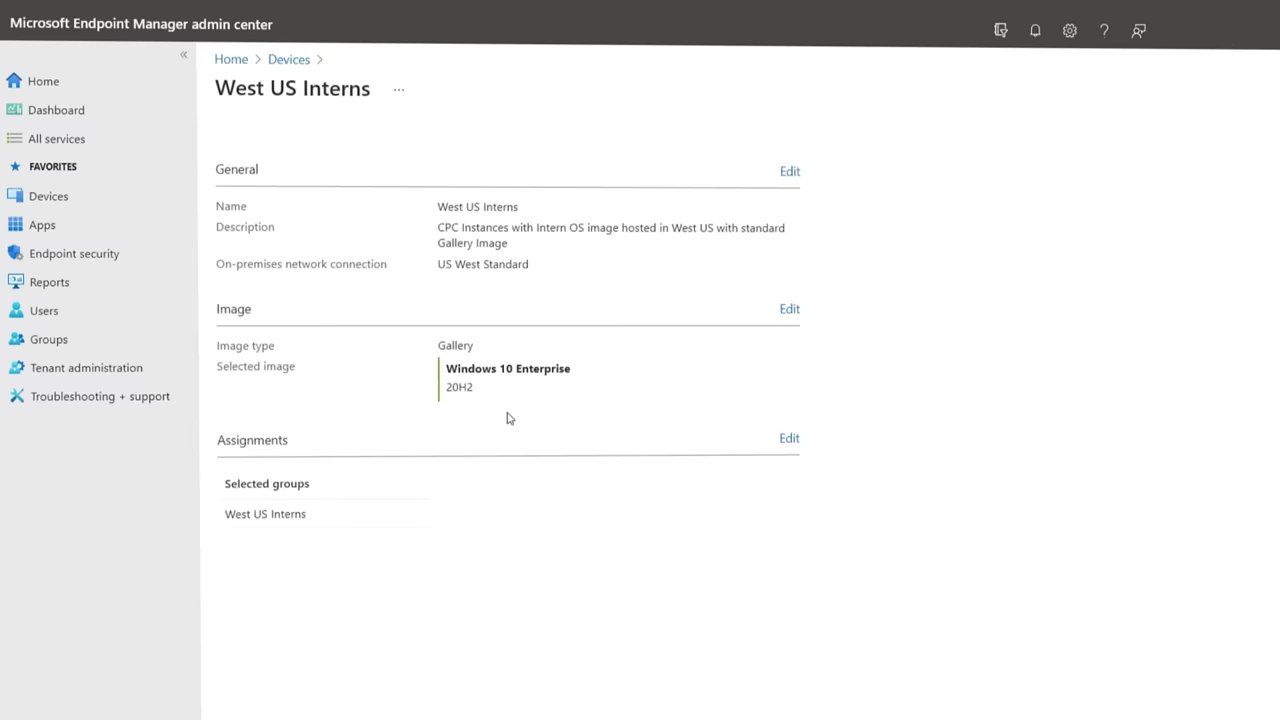 Microsoft Endpoint Manager admin center
Home
Dashboard
All services
FAVORITES
Devices
Apps
Endpoint security
Reports
Users
Groups
Tenant administration
Troubleshooting + support
Home > Devices >
West US Interns ...
General Edit
Name West US Interns
Description CPC Instances with Intern OS image hosted in West US with standard
Gallery Image
On-premises network connection US West Standard
Image Edit
Image type Gallery
Selected image Windows 10 Enterprise
20H2
Assignments Edit
Selected groups
West US Interns